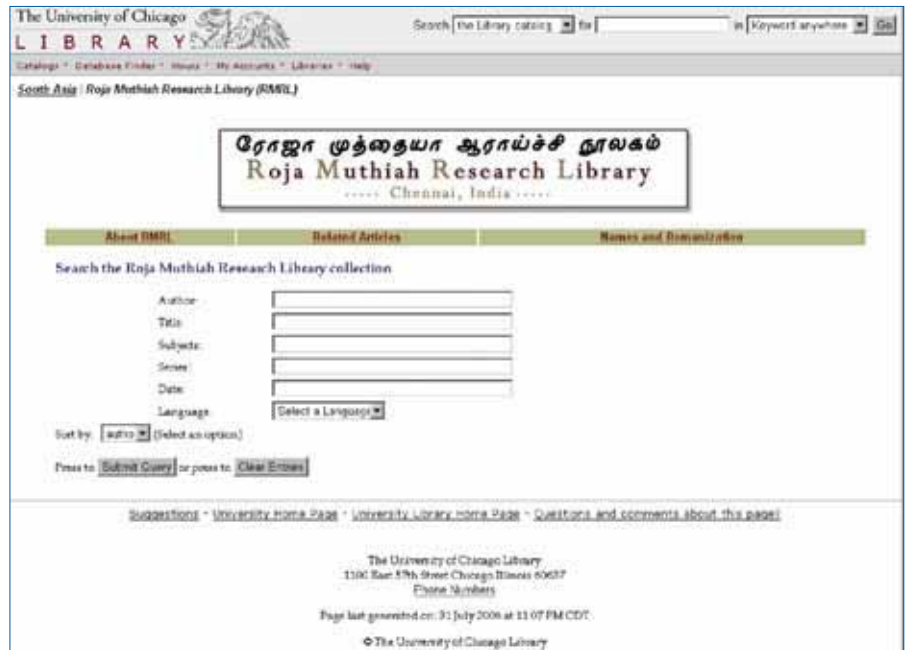 The University of Chicago
LIBRARY
Search the Library catalog for in Keyword anywhere Go
Catalogs * Database Finder * Hours * My Accounts * Libraries * Help
South Asia | Roja Muthiah Research Library (RMRL)
ரோஜா முத்தையா ஆராய்ச்சி நூலகம்
Roja Muthiah Research Library
----- Chennai, India -----
About RMRL Related Articles Names and Romanization
Search the Roja Muthiah Research Library collection
Author:
Title:
Subjects:
Series:
Date:
Language: Select a Language
Sort by: (Select an option)
Press to Submit Query or press to Clear Entries
Suggestions - University Home Page - University Library Home Page - Questions and comments about this page?
The University of Chicago Library
1100 East 57th Street Chicago Illinois 60637
Phone Numbers
Page last generated on: 31 July 2006 at 11:07 PM CDT
© The University of Chicago Library